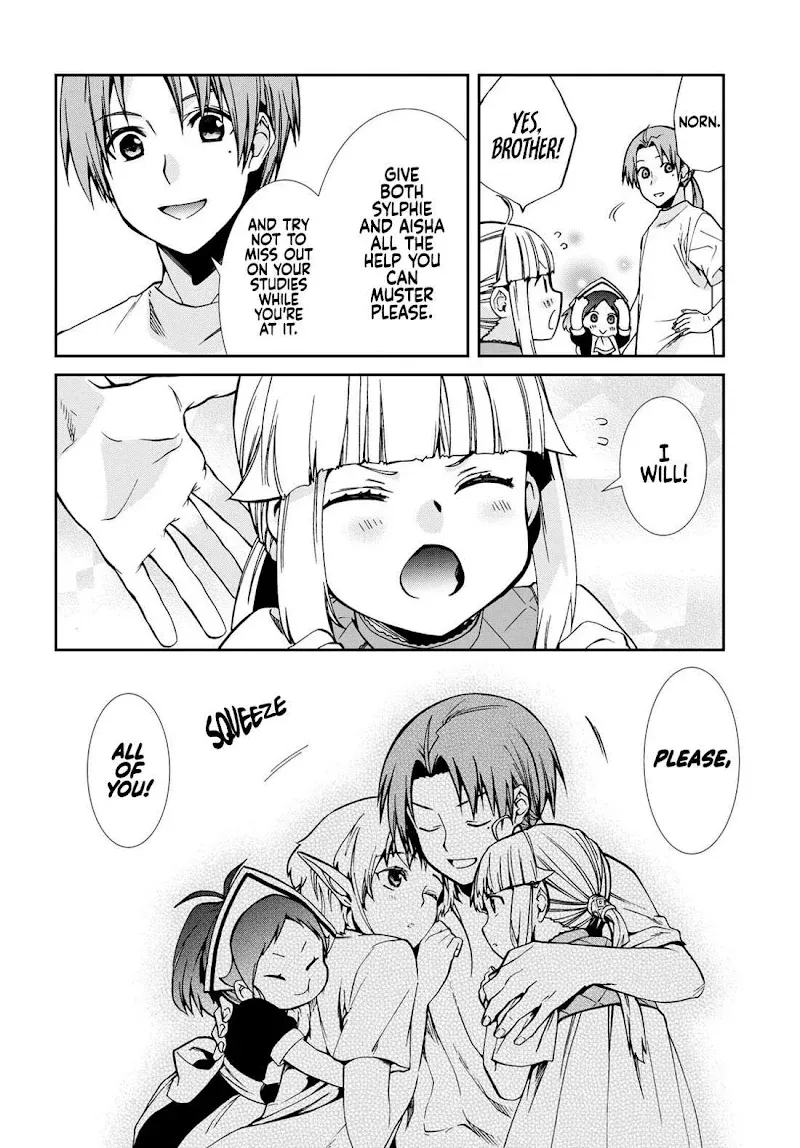 NORN.
YES,
BROTHER!
GIVE
BOTH
SYLPHIE
AND AISHA
ALL THE
HELP YOU
CAN
MUSTER
PLEASE.
AND TRY
NOT TO
MISS OUT
ON YOUR
STUDIES
WHILE
YOU'RE
AT IT.
I
WILL!
PLEASE,
SQUEEZE
ALL
OF
YOU!